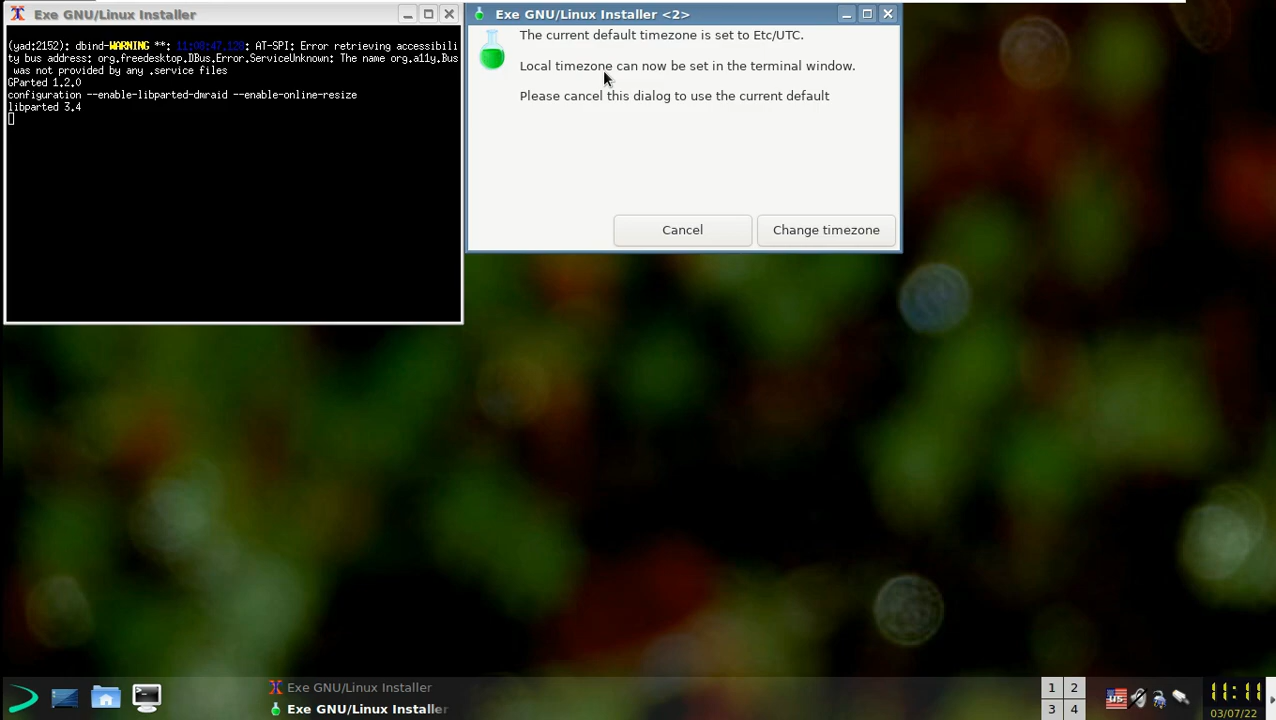 Exe GNU/Linux Installer
(yad:2152): dbind-WARNING **: 11:08:47.120: AT-SPI: Error retrieving accessibili
ty bus address: org.freedesktop.DBus.Error.ServiceUnknown: The name org.a11y.Bus
was not provided by any .service files
GParted 1.2.0
configuration --enable-libparted-dmraid --enable-online-resize
libparted 3.4
Exe GNU/Linux Installer <2>
The current default timezone is set to Etc/UTC.
Local timezone can now be set in the terminal window.
Please cancel this dialog to use the current default
Cancel
Change timezone
Exe GNU/Linux Installer
Exe GNU/Linux Installer
1 2
3 4
US
11:11
03/07/22